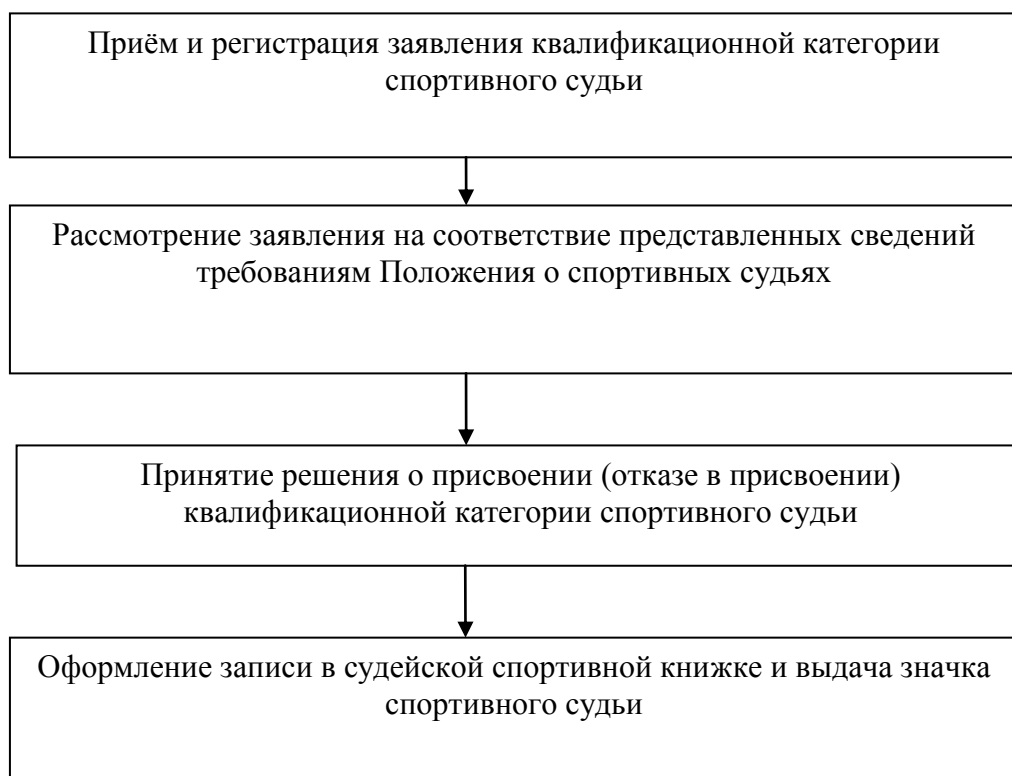 Приём и регистрация заявления квалификационной категории
спортивного судьи
Рассмотрение заявления на соответствие представленных сведений
требованиям Положения о спортивных судьях
Принятие решения о присвоении (отказе в присвоении)
квалификационной категории спортивного судьи
Оформление записи в судейской спортивной книжке и выдача значка
спортивного судьи